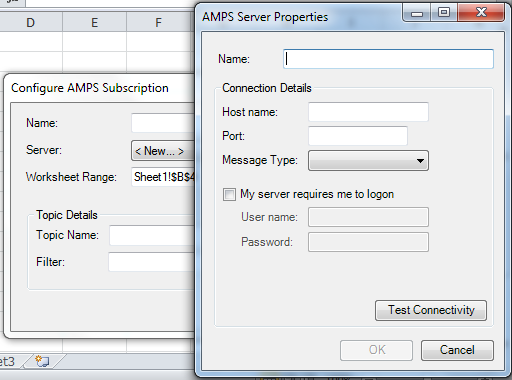 D E F
Configure AMPS Subscription
Name:
Server: < New... >
Worksheet Range: Sheet1!$B$4
Topic Details
Topic Name:
Filter:
AMPS Server Properties
Name:
Connection Details
Host name:
Port:
Message Type:
My server requires me to logon
User name:
Password:
Test Connectivity
OK Cancel